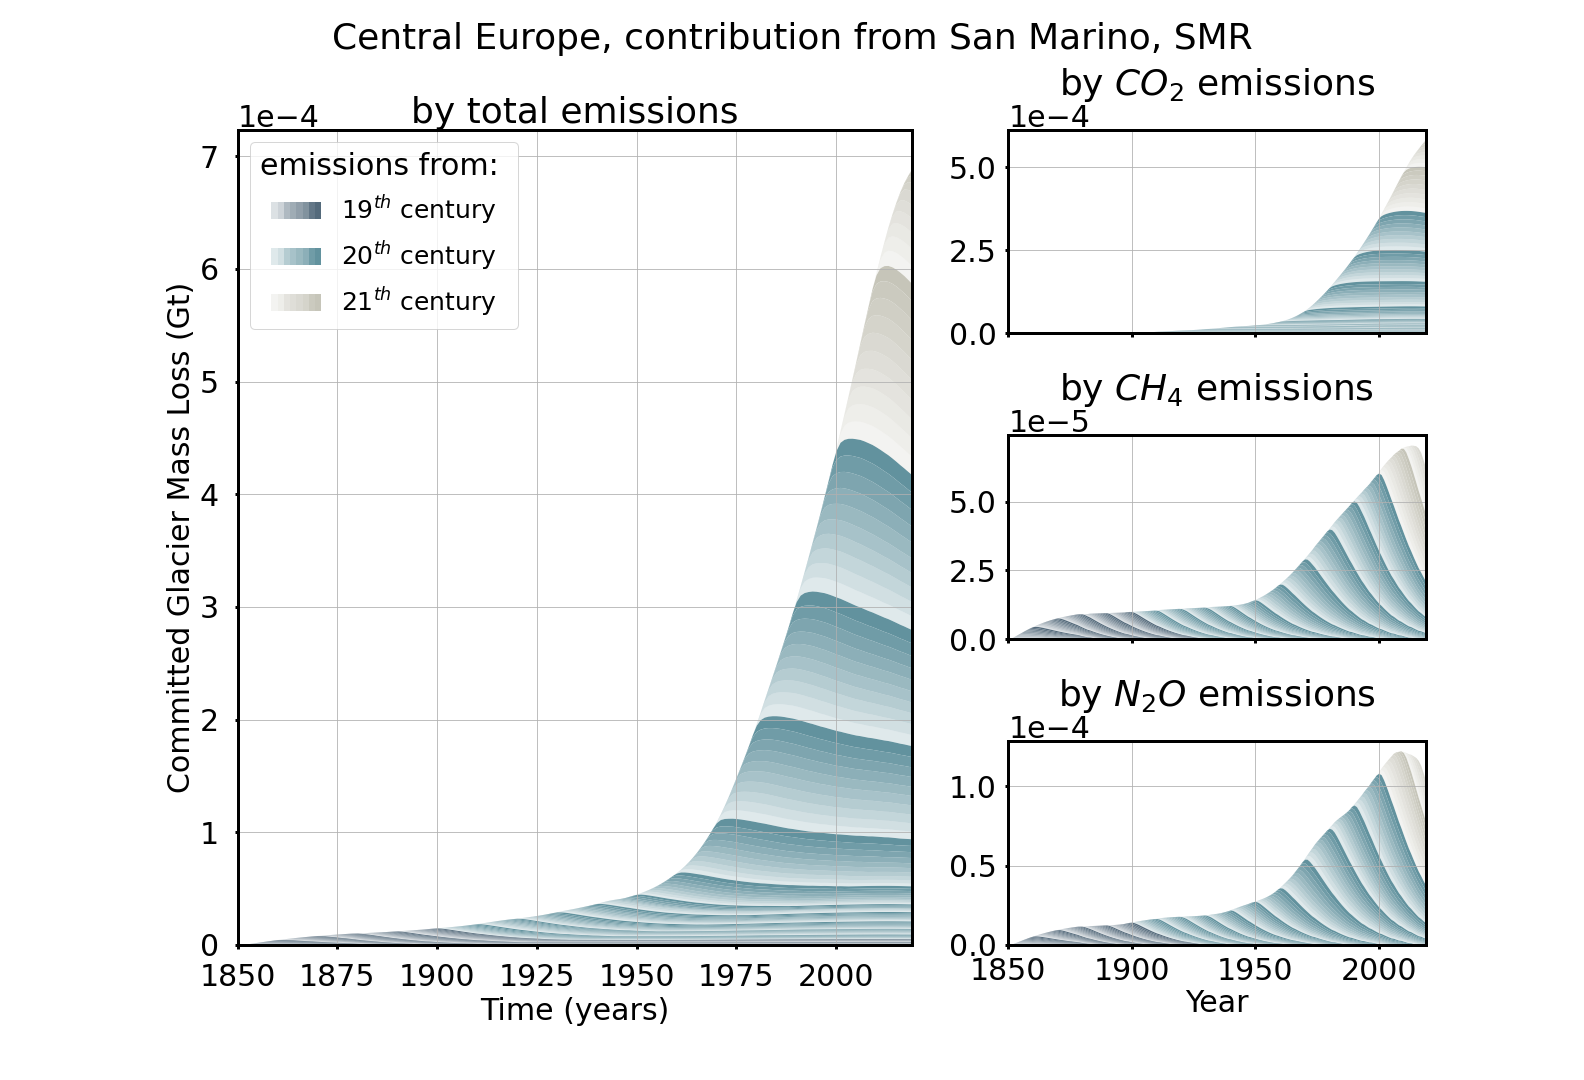 Central Europe, contribution from San Marino, SMR
by total emissions
1e−4
emissions from:
19th century
20th century
21th century
7
6
5
4
3
2
1
0
Committed Glacier Mass Loss (Gt)
1850 1875 1900 1925 1950 1975 2000
Time (years)
by CO2 emissions
1e−4
5.0
2.5
0.0
by CH4 emissions
1e−5
5.0
2.5
0.0
by N2O emissions
1e−4
1.0
0.5
0.0
1850 1900 1950 2000
Year